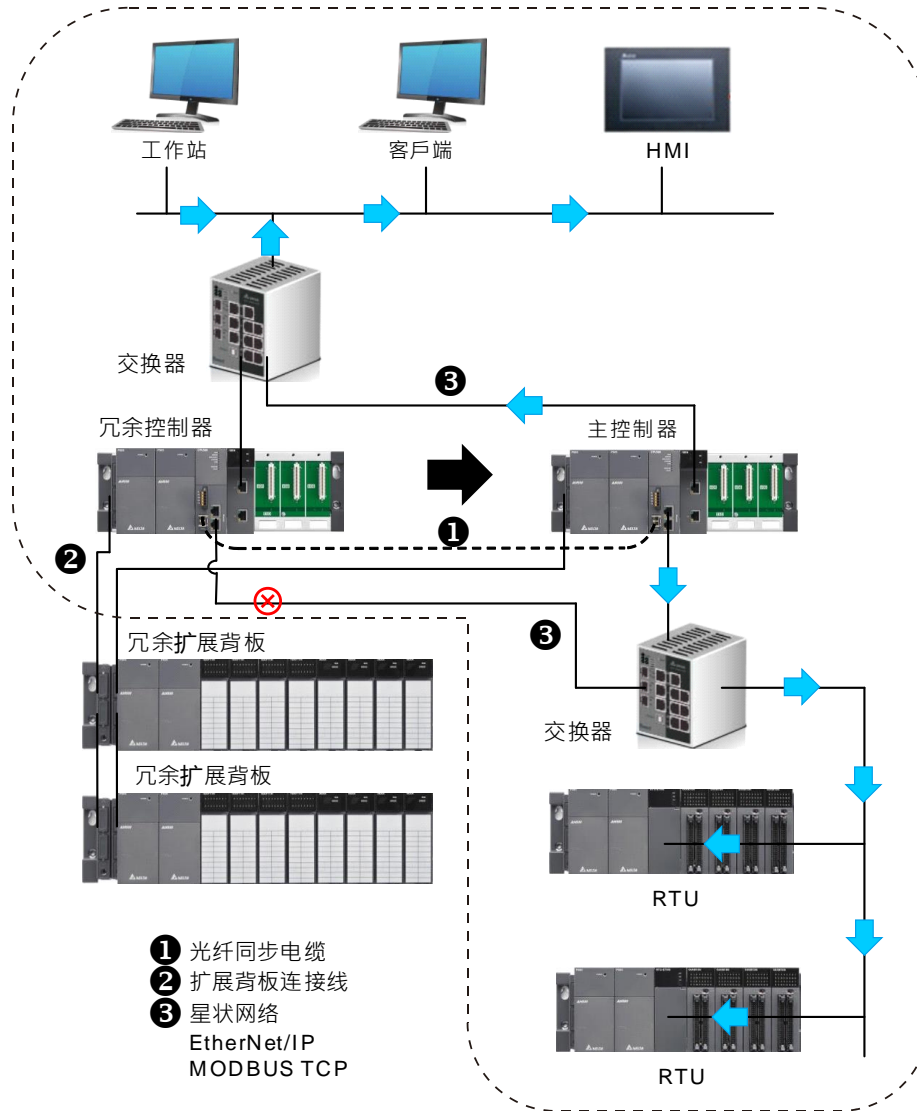 工作站
客戶端
HMI
交换器
❸
冗余控制器
主控制器
❶
❷
❸
冗余扩展背板
交换器
冗余扩展背板
RTU
RTU
❶ 光纤同步电缆
❷ 扩展背板连接线
❸ 星状网络
EtherNet/IP
MODBUS TCP